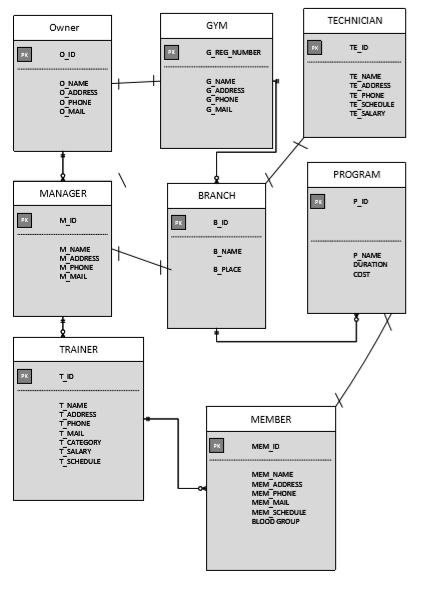 Owner
PK O_ID
O_NAME
O_ADDRESS
O_PHONE
O_MAIL
GYM
PK G_REG_NUMBER
G_NAME
G_ADDRESS
G_PHONE
G_MAIL
TECHNICIAN
PK TE_ID
TE_NAME
TE_ADDRESS
TE_PHONE
TE_SCHEDULE
TE_SALARY
MANAGER
PK M_ID
M_NAME
M_ADDRESS
M_PHONE
M_MAIL
BRANCH
PK B_ID
B_NAME
B_PLACE
PROGRAM
PK P_ID
P_NAME
DURATION
COST
TRAINER
PK T_ID
T_NAME
T_ADDRESS
T_PHONE
T_MAIL
T_CATEGORY
T_SALARY
T_SCHEDULE
MEMBER
PK MEM_ID
MEM_NAME
MEM_ADDRESS
MEM_PHONE
MEM_MAIL
MEM_SCHEDULE
BLOOD GROUP